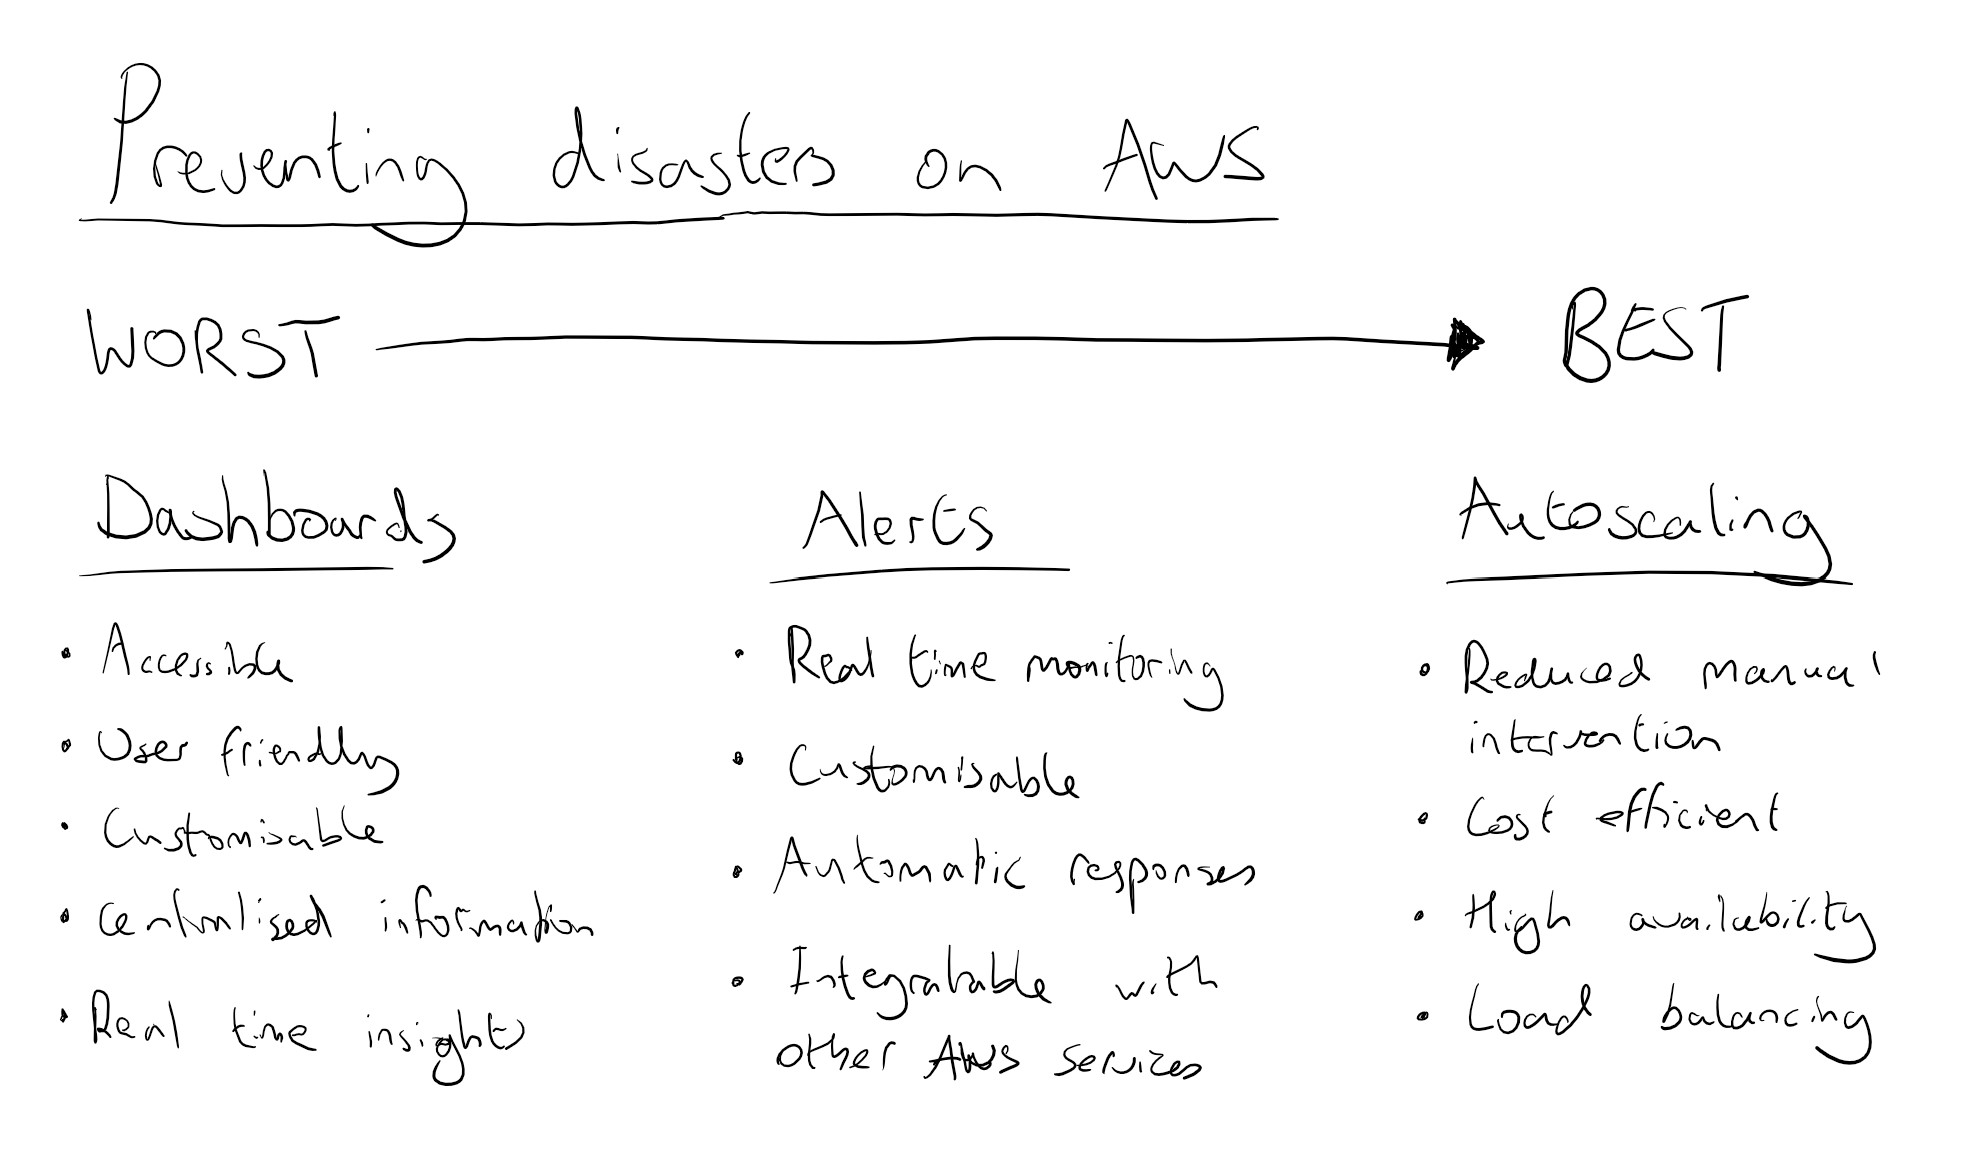 Preventing disasters on AWS
WORST BEST
Dashboards
• Accessible
• User friendly
• Customisable
• Centralised information
• Real time insights
Alerts
• Real time monitoring
• Customisable
• Automatic responses
• Integratable with
other AWS services
Autoscaling
• Reduced manual
intervention
• Cost efficient
• High availability
• Load balancing